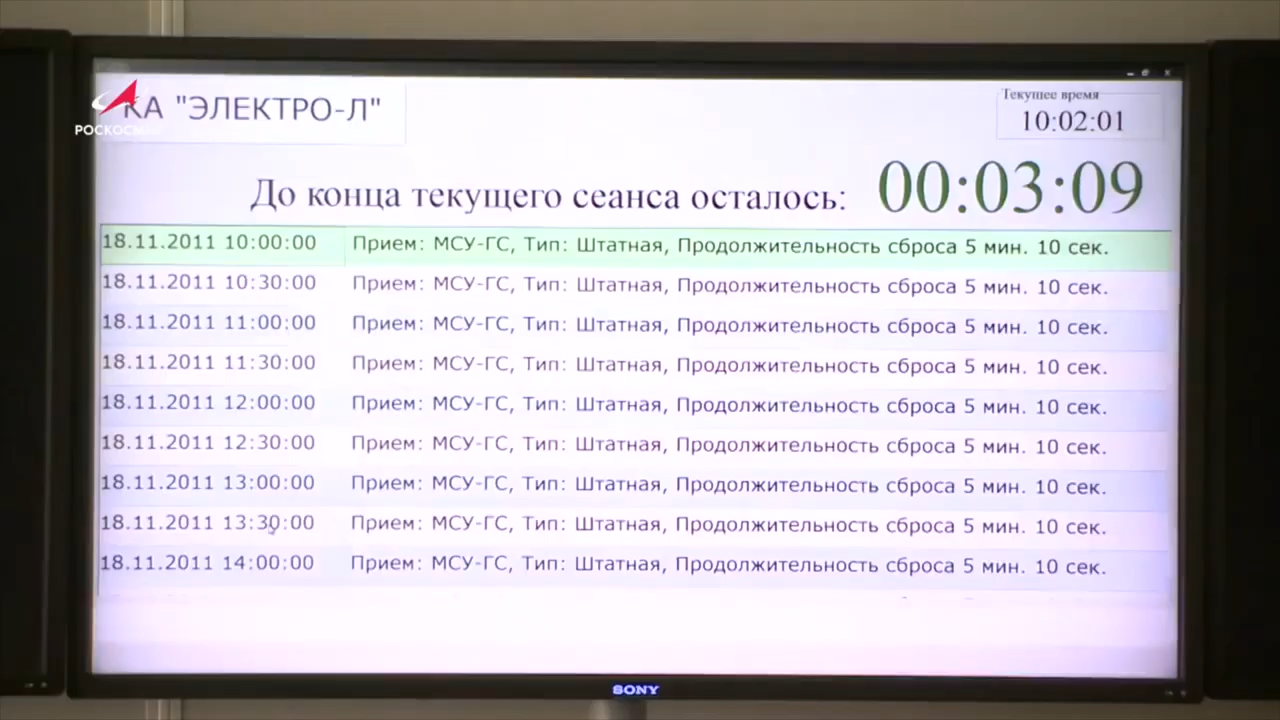 КА "ЭЛЕКТРО-Л"
Текущее время
10:02:01
До конца текущего сеанса осталось: 00:03:09
18.11.2011 10:00:00 Прием: МСУ-ГС, Тип: Штатная, Продолжительность сброса 5 мин. 10 сек.
18.11.2011 10:30:00 Прием: МСУ-ГС, Тип: Штатная, Продолжительность сброса 5 мин. 10 сек.
18.11.2011 11:00:00 Прием: МСУ-ГС, Тип: Штатная, Продолжительность сброса 5 мин. 10 сек.
18.11.2011 11:30:00 Прием: МСУ-ГС, Тип: Штатная, Продолжительность сброса 5 мин. 10 сек.
18.11.2011 12:00:00 Прием: МСУ-ГС, Тип: Штатная, Продолжительность сброса 5 мин. 10 сек.
18.11.2011 12:30:00 Прием: МСУ-ГС, Тип: Штатная, Продолжительность сброса 5 мин. 10 сек.
18.11.2011 13:00:00 Прием: МСУ-ГС, Тип: Штатная, Продолжительность сброса 5 мин. 10 сек.
18.11.2011 13:30:00 Прием: МСУ-ГС, Тип: Штатная, Продолжительность сброса 5 мин. 10 сек.
18.11.2011 14:00:00 Прием: МСУ-ГС, Тип: Штатная, Продолжительность сброса 5 мин. 10 сек.
SONY